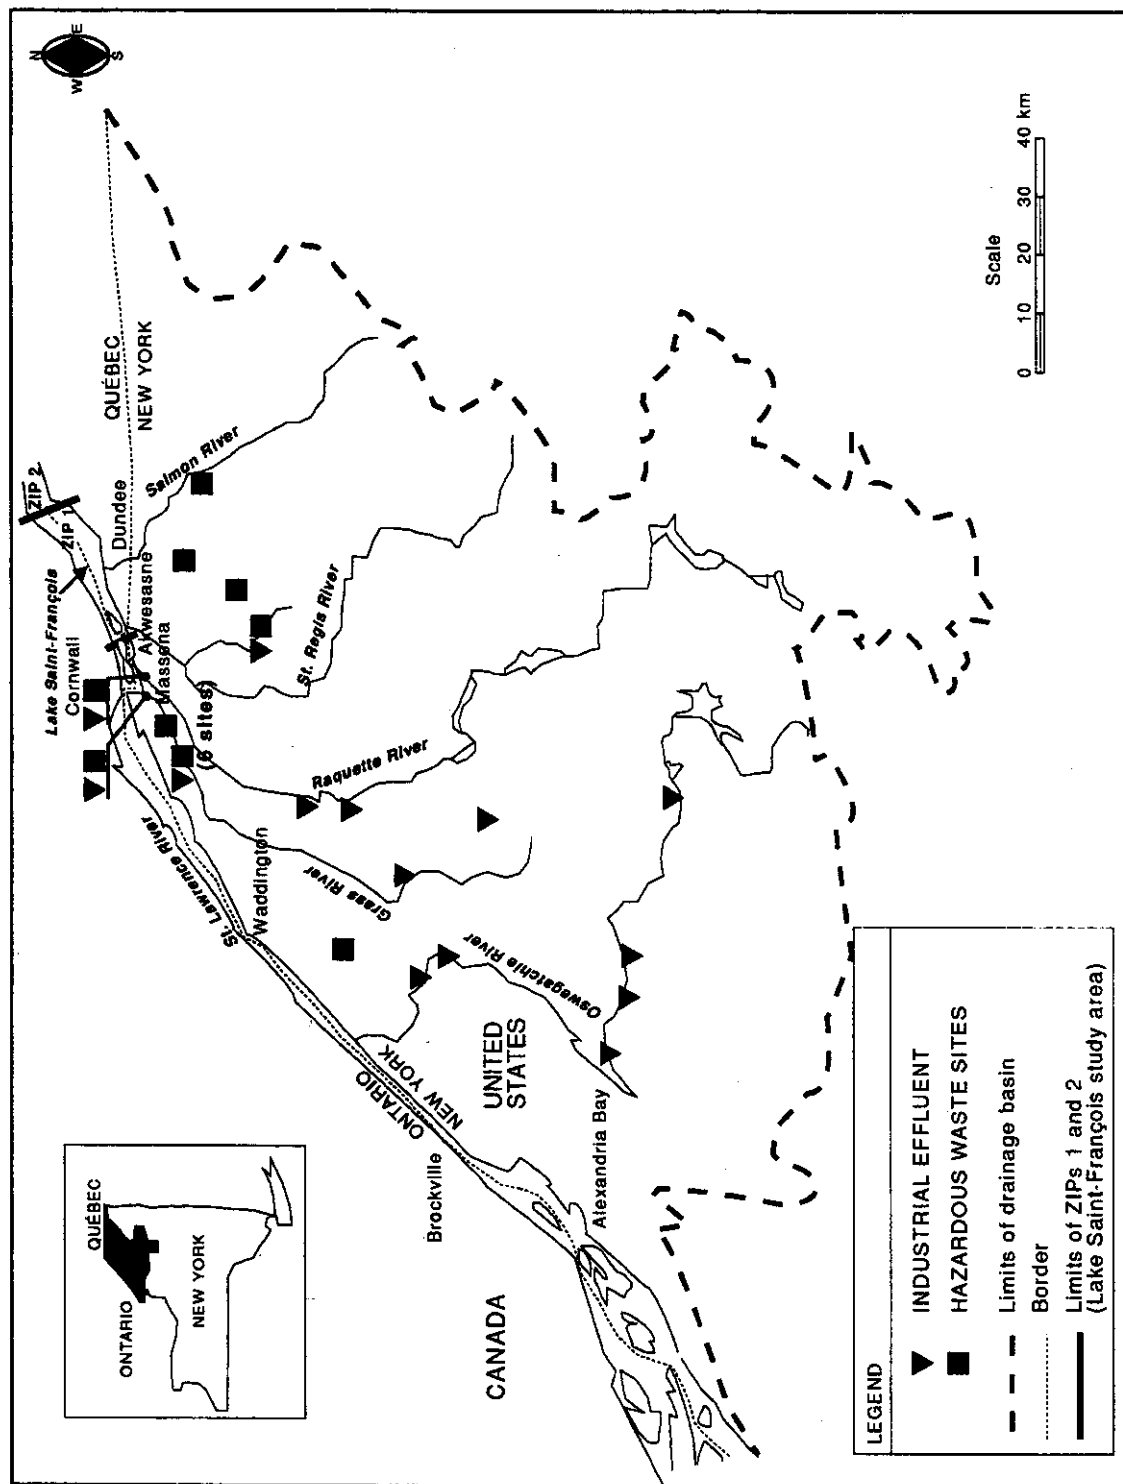 N
W
E
S
QUÉBEC
ONTARIO
NEW YORK
ZIP 2
ZIP 1
Lake Saint-François
Cornwall
Dundee
QUÉBEC
NEW YORK
Akwesasne
Massena
(6 sites)
Salmon River
St. Regis River
Raquette River
St. Lawrence River
Waddington
Grass River
Oswegatchie River
ONTARIO
NEW YORK
UNITED
STATES
Brockville
Alexandria Bay
CANADA
Scale
0 10 20 30 40 km
LEGEND
INDUSTRIAL EFFLUENT
HAZARDOUS WASTE SITES
Limits of drainage basin
Border
Limits of ZIPs 1 and 2
(Lake Saint-François study area)